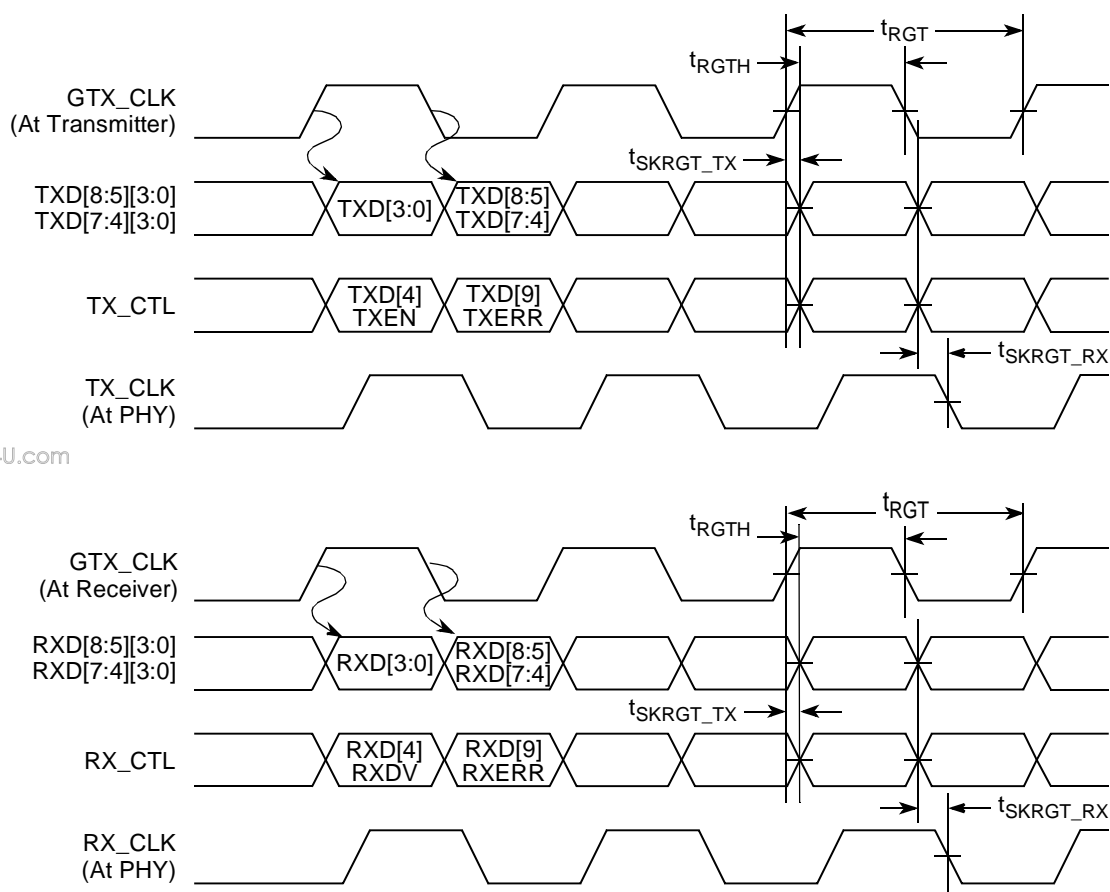 tRGT
tRGTH
GTX_CLK
(At Transmitter)
tSKRGT_TX
TXD[8:5][3:0]
TXD[7:4][3:0]
TXD[3:0]
TXD[8:5]
TXD[7:4]
TX_CTL
TXD[4]
TXEN
TXD[9]
TXERR
tSKRGT_RX
TX_CLK
(At PHY)
U.com
tRGT
tRGTH
GTX_CLK
(At Receiver)
RXD[8:5][3:0]
RXD[7:4][3:0]
RXD[3:0]
RXD[8:5]
RXD[7:4]
tSKRGT_TX
RX_CTL
RXD[4]
RXDV
RXD[9]
RXERR
tSKRGT_RX
RX_CLK
(At PHY)